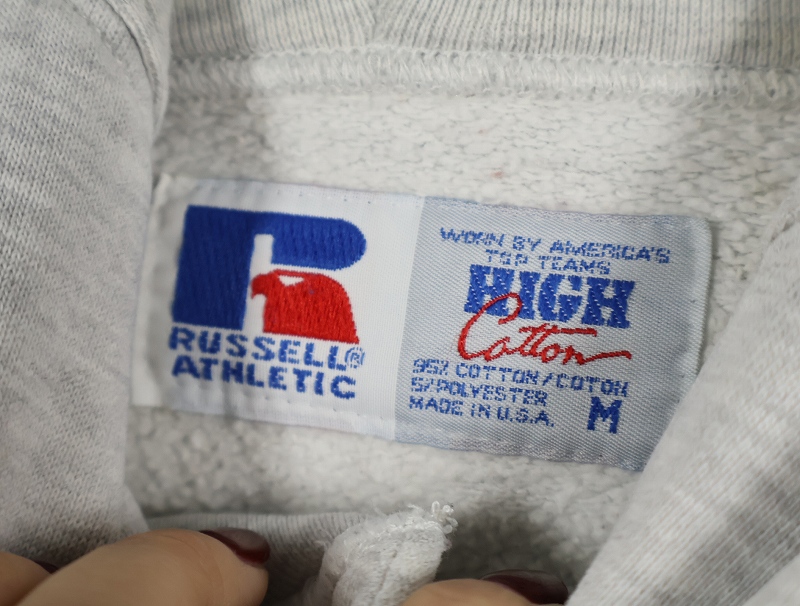 RUSSELL®
ATHLETIC
WORN BY AMERICA'S
TOP TEAMS
HIGH
Cotton
95% COTTON/COTON
5%POLYESTER
MADE IN U.S.A.
M